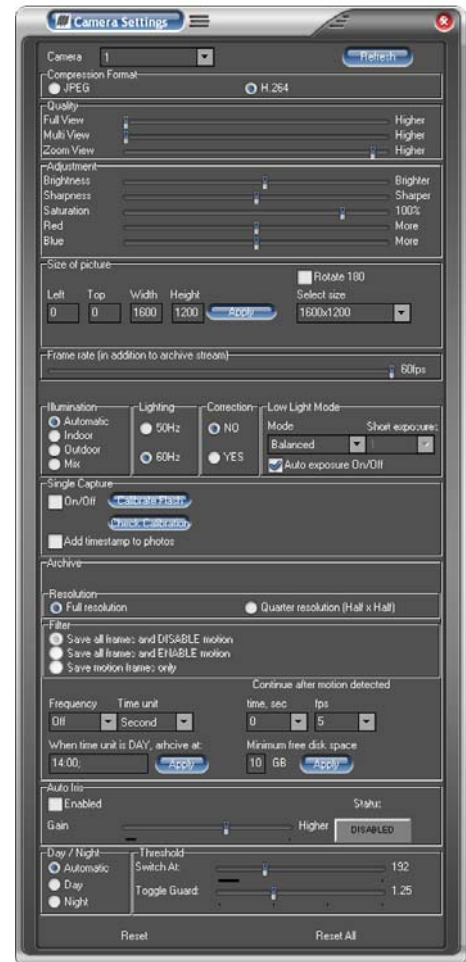 Camera Settings
Camera 1 Refresh
Compression Format
JPEG H.264
Quality
Full View Higher
Multi View Higher
Zoom View Higher
Adjustment
Brightness Brighter
Sharpness Sharper
Saturation 100%
Red More
Blue More
Size of picture
Rotate 180
Left Top Width Height Select size
0 0 1600 1200 Apply 1600x1200
Frame rate (in addition to archive stream)
60fps
Illumination Lighting Correction Low Light Mode
Automatic 50Hz NO Mode Short exposure:
Indoor
Outdoor 60Hz YES Balanced 1
Mix Auto exposure On/Off
Single Capture
On/Off Calibrate Flash
Check Calibration
Add timestamp to photos
Archive
Resolution
Full resolution Quarter resolution (Half x Half)
Filter
Save all frames and DISABLE motion
Save all frames and ENABLE motion
Save motion frames only
Continue after motion detected
Frequency Time unit time, sec fps
Off Second 0 5
When time unit is DAY, arhcive at: Minimum free disk space
14:00; Apply 10 GB Apply
Auto Iris
Enabled Status:
Gain Higher DISABLED
Day / Night Threshold
Automatic Switch At: 192
Day
Night Toggle Guard: 1.25
Reset Reset All